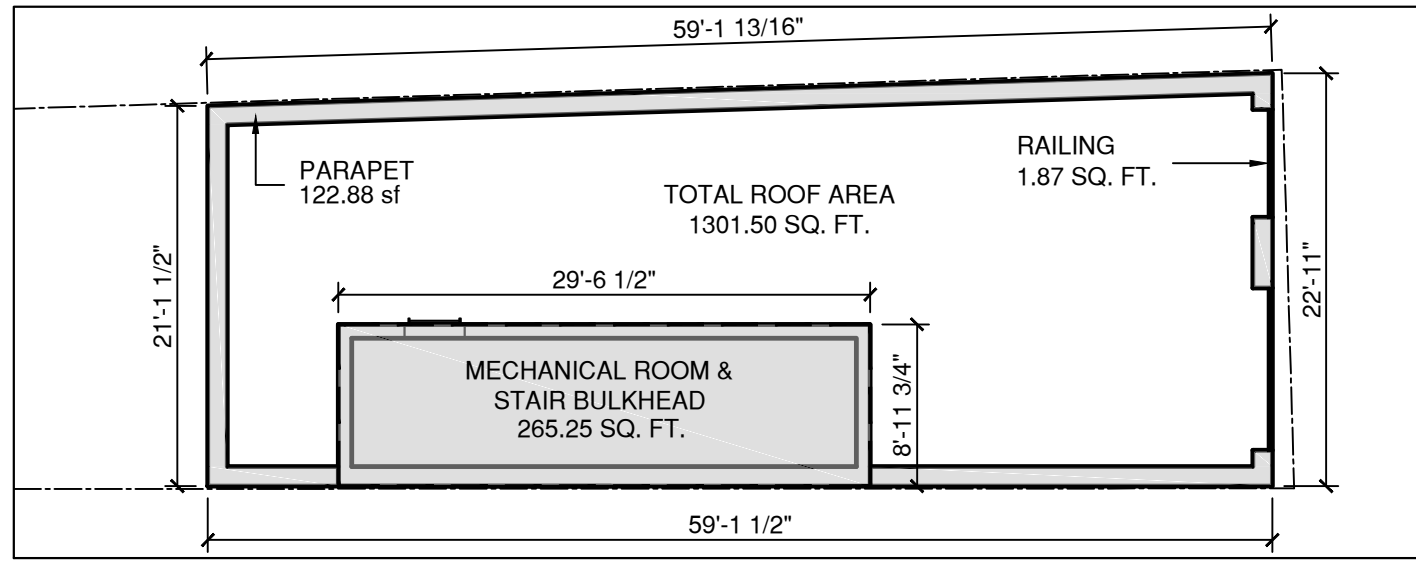 59'-1 13/16"
PARAPET
122.88 sf
RAILING
1.87 SQ. FT.
TOTAL ROOF AREA
1301.50 SQ. FT.
21'-1 1/2"
22'-11"
29'-6 1/2"
MECHANICAL ROOM &
STAIR BULKHEAD
265.25 SQ. FT.
8'-11 3/4"
59'-1 1/2"